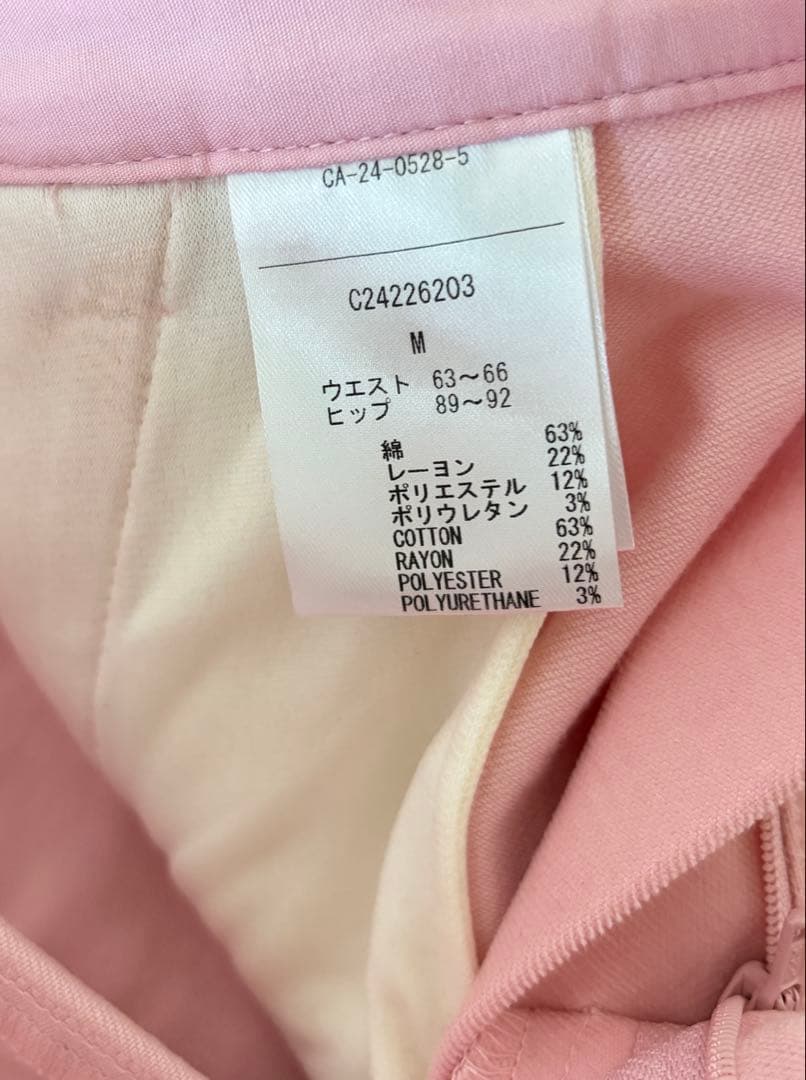 CA-24-0528-5
C24226203
M
ウエスト 63～66
ヒップ 89～92
綿 63%
レーヨン 22%
ポリエステル 12%
ポリウレタン 3%
COTTON 63%
RAYON 22%
POLYESTER 12%
POLYURETHANE 3%